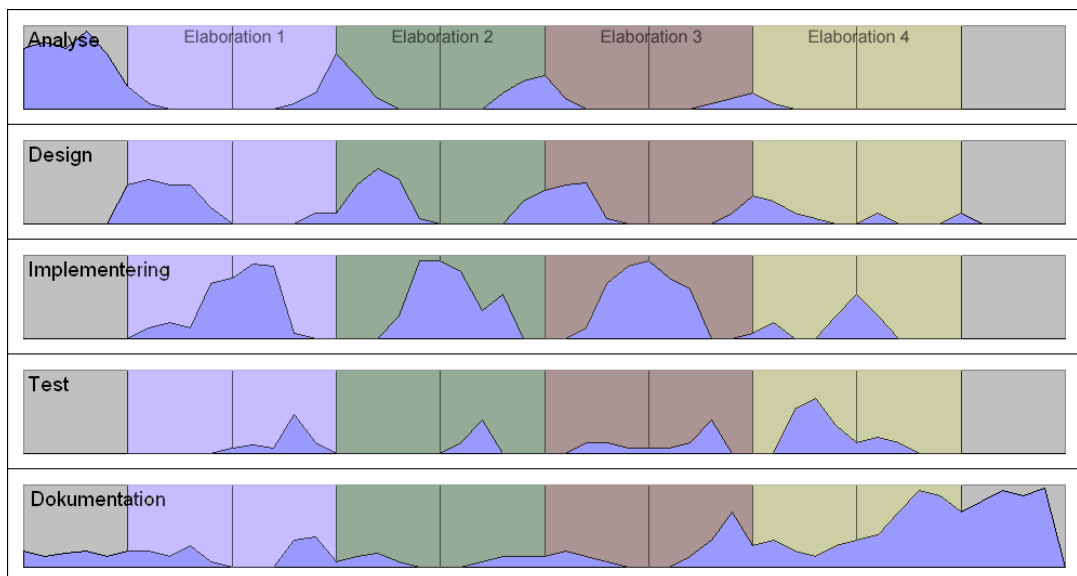 Analyse
Elaboration 1
Elaboration 2
Elaboration 3
Elaboration 4
Design
Implementering
Test
Dokumentation